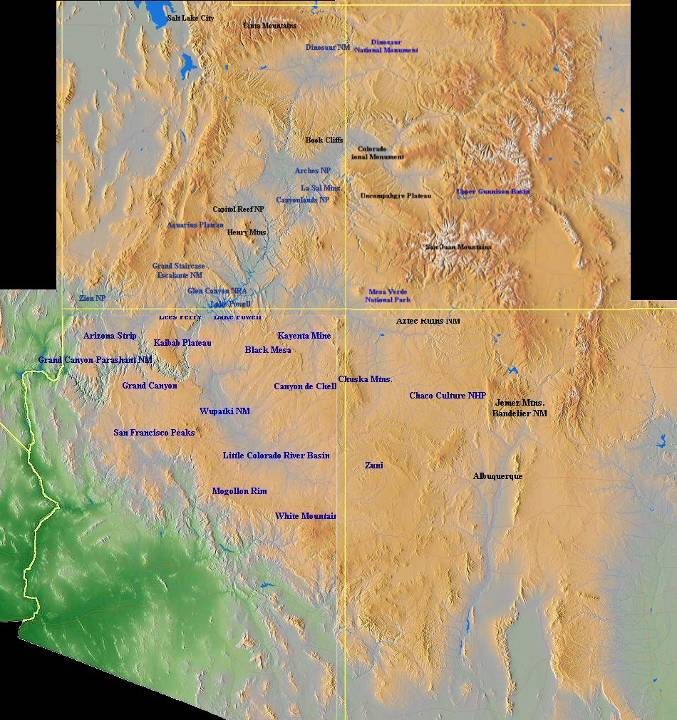 Salt Lake City
Uinta Mountains
Dinosaur NM
Dinosaur
National Monument
Book Cliffs
Colorado
ional Monument
Arches NP
La Sal Mtns.
Uncompahgre Plateau
Upper Gunnison Basin
Canyonlands NP
Capitol Reef NP
Aquarius Plateau
Henry Mtns.
San Juan Mountains
Grand Staircase
Escalante NM
Glen Canyon NRA
Mesa Verde
National Park
Zion NP
Lake Powell
Lees Ferry
Lake Powell
Aztec Ruins NM
Arizona Strip
Kaibab Plateau
Kayenta Mine
Black Mesa
Grand Canyon-Parashant NM
Grand Canyon
Canyon de Chell
Chuska Mtns.
Chaco Culture NHP
Jemez Mtns.
Bandelier NM
Wupatki NM
San Francisco Peaks
Little Colorado River Basin
Zuni
Albuquerque
Mogollon Rim
White Mountain